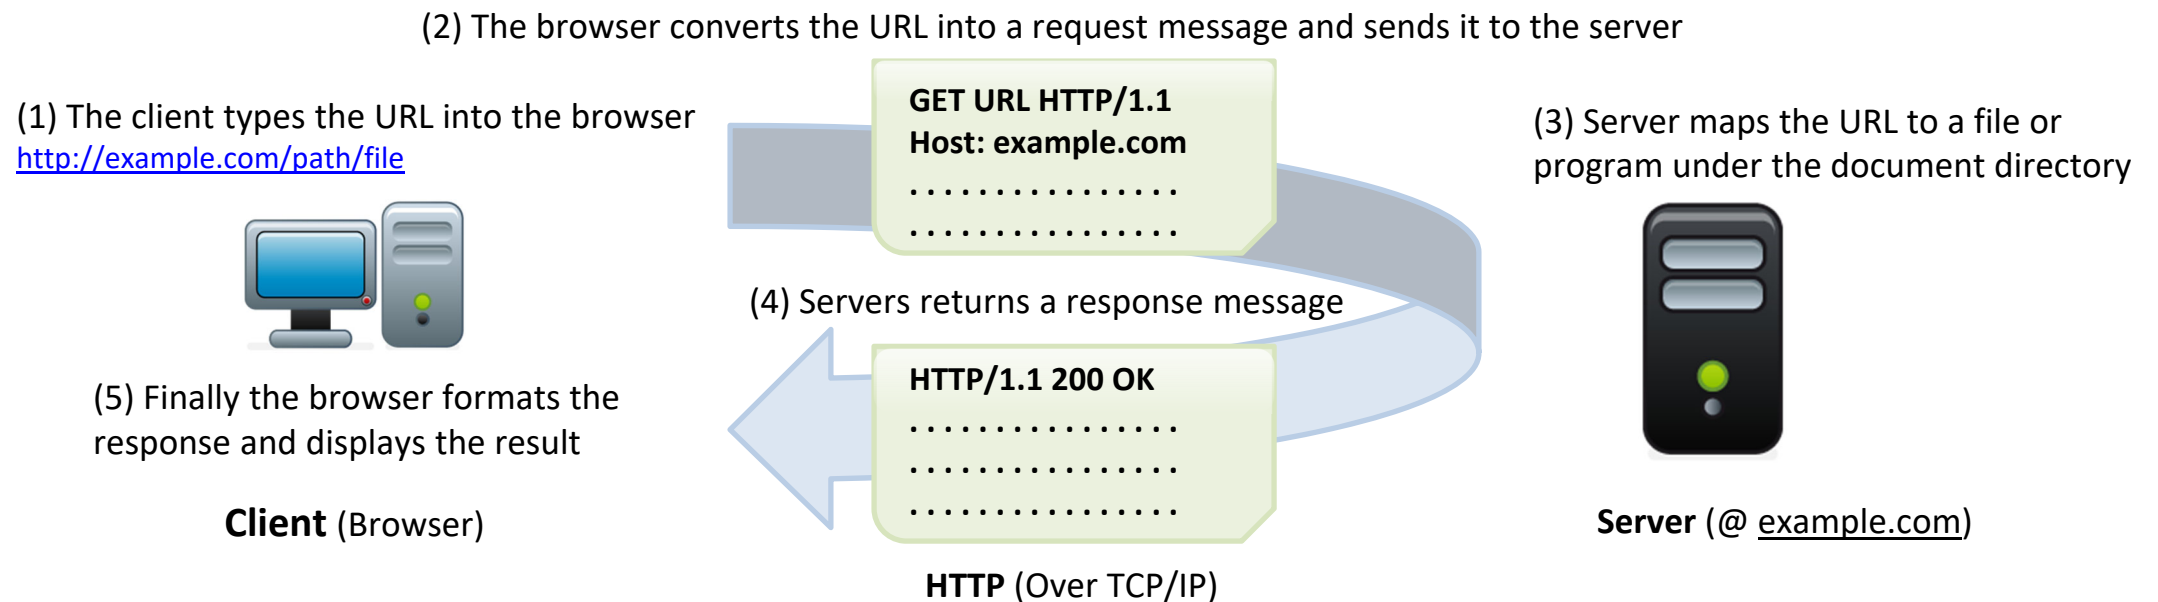 (2) The browser converts the URL into a request message and sends it to the server
(1) The client types the URL into the browser
http://example.com/path/file
GET URL HTTP/1.1
Host: example.com
. . . . . . . . . . . . . . . .
. . . . . . . . . . . . . . . .
(3) Server maps the URL to a file or
program under the document directory
(4) Servers returns a response message
HTTP/1.1 200 OK
. . . . . . . . . . . . . . . .
. . . . . . . . . . . . . . . .
. . . . . . . . . . . . . . . .
(5) Finally the browser formats the
response and displays the result
Client (Browser)
Server (@ example.com)
HTTP (Over TCP/IP)